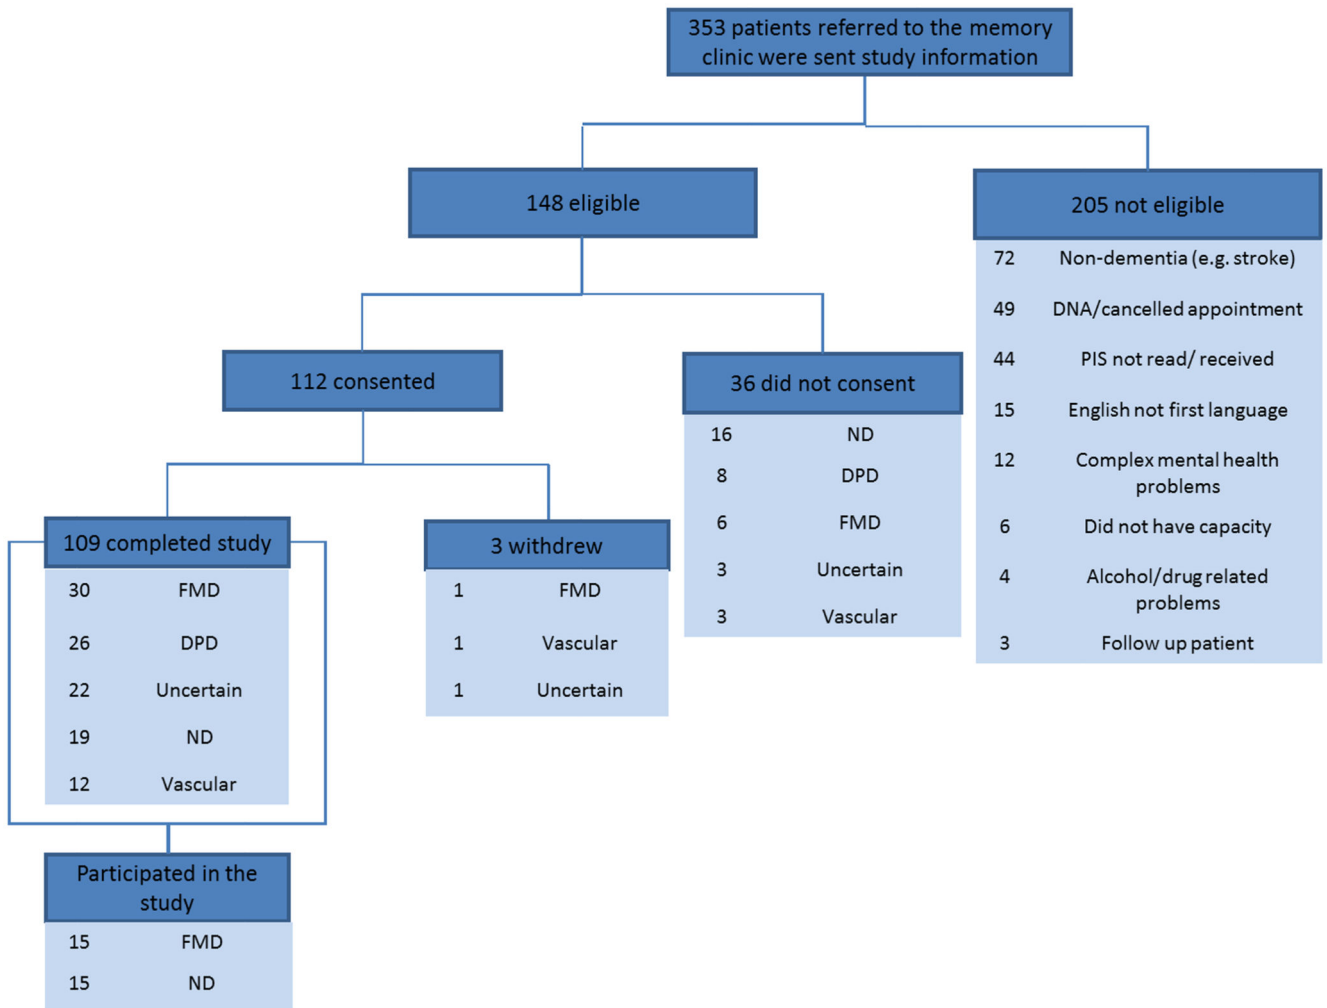 353 patients referred to the memory
clinic were sent study information
148 eligible
205 not eligible
72 Non-dementia (e.g. stroke)
49 DNA/cancelled appointment
44 PIS not read/ received
15 English not first language
12 Complex mental health
problems
6 Did not have capacity
4 Alcohol/drug related
problems
3 Follow up patient
112 consented
36 did not consent
16 ND
8 DPD
6 FMD
3 Uncertain
3 Vascular
109 completed study
30 FMD
26 DPD
22 Uncertain
19 ND
12 Vascular
3 withdrew
1 FMD
1 Vascular
1 Uncertain
Participated in the
study
15 FMD
15 ND